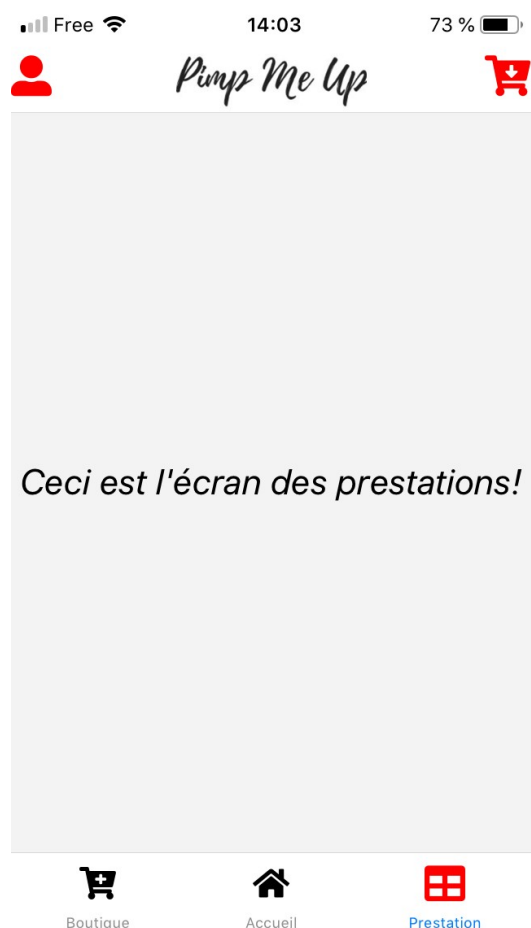 Free 14:03 73 %
Pimp Me Up
Ceci est l'écran des prestations!
Boutique Accueil Prestation